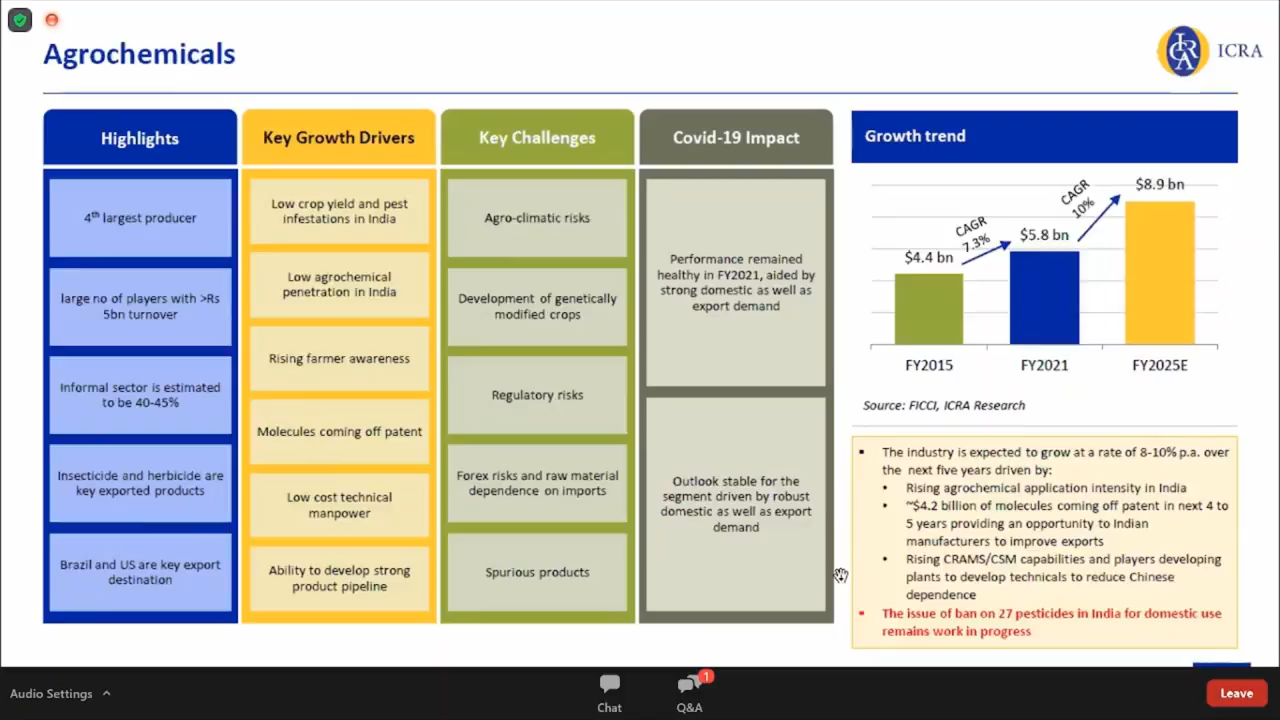 Agrochemicals
ICRA
ICRA
Highlights
4th largest producer
large no of players with >Rs
5bn turnover
Informal sector is estimated
to be 40-45%
Insecticide and herbicide are
key exported products
Brazil and US are key export
destination
Key Growth Drivers
Low crop yield and pest
infestations in India
Low agrochemical
penetration in India
Rising farmer awareness
Molecules coming off patent
Low cost technical
manpower
Ability to develop strong
product pipeline
Key Challenges
Agro-climatic risks
Development of genetically
modified crops
Regulatory risks
Forex risks and raw material
dependence on imports
Spurious products
Covid-19 Impact
Performance remained
healthy in FY2021, aided by
strong domestic as well as
export demand
Outlook stable for the
segment driven by robust
domestic as well as export
demand
Growth trend
$4.4 bn
CAGR
7.3%
$5.8 bn
CAGR
10%
$8.9 bn
FY2015
FY2021
FY2025E
Source: FICCI, ICRA Research
▪ The industry is expected to grow at a rate of 8-10% p.a. over
the next five years driven by:
• Rising agrochemical application intensity in India
• ~$4.2 billion of molecules coming off patent in next 4 to
5 years providing an opportunity to Indian
manufacturers to improve exports
• Rising CRAMS/CSM capabilities and players developing
plants to develop technicals to reduce Chinese
dependence
▪ The issue of ban on 27 pesticides in India for domestic use
remains work in progress
Audio Settings
Chat
1
Q&A
Leave